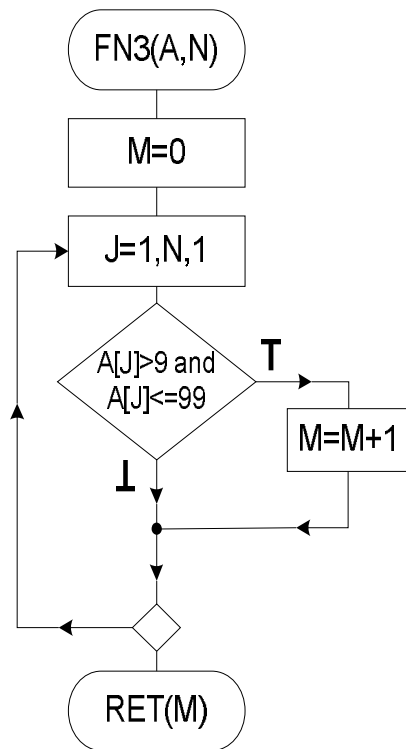 FN3(A,N)
M=0
J=1,N,1
A[J]>9 and
A[J]<=99
T
M=M+1
⊥
RET(M)